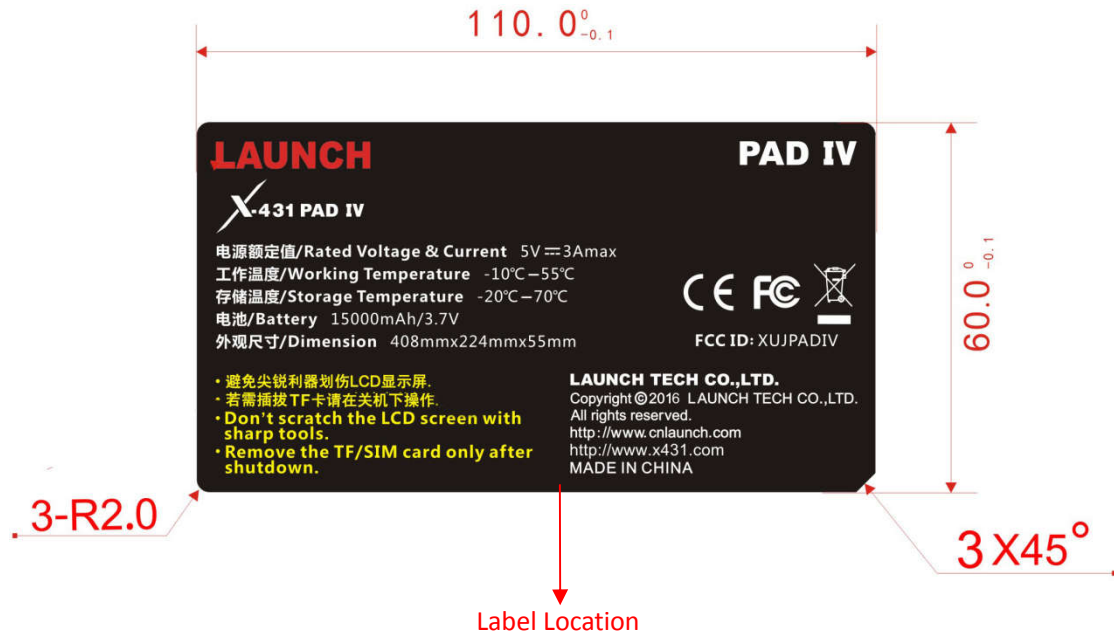 110.0 0 -0.1
LAUNCH
PAD IV
X-431 PAD IV
电源额定值/Rated Voltage & Current 5V⎓3Amax
工作温度/Working Temperature -10℃–55℃
存储温度/Storage Temperature -20℃–70℃
电池/Battery 15000mAh/3.7V
外观尺寸/Dimension 408mmx224mmx55mm
CE FC
FCC ID: XUJPADIV
60.0 0 -0.1
• 避免尖锐利器划伤LCD显示屏.
• 若需插拔TF卡请在关机下操作.
• Don't scratch the LCD screen with
sharp tools.
• Remove the TF/SIM card only after
shutdown.
LAUNCH TECH CO.,LTD.
Copyright ©2016 LAUNCH TECH CO.,LTD.
All rights reserved.
http://www.cnlaunch.com
http://www.x431.com
MADE IN CHINA
3-R2.0
3X45°
Label Location